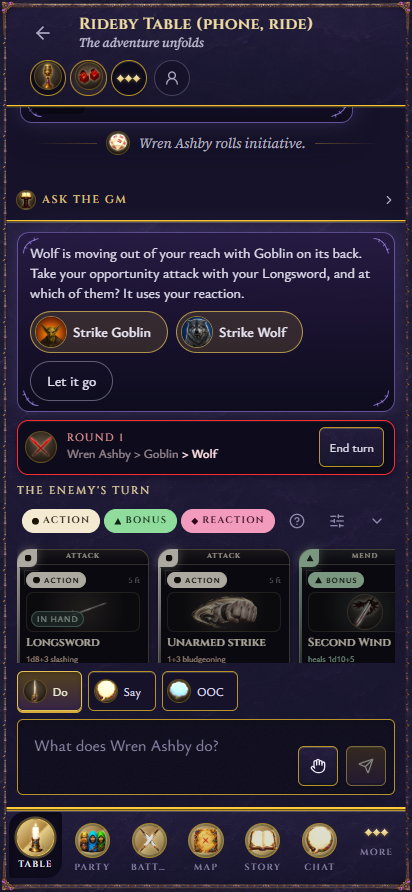 Rideby Table (phone, ride)
The adventure unfolds
Wren Ashby rolls initiative.
ASK THE GM
Wolf is moving out of your reach with Goblin on its back.
Take your opportunity attack with your Longsword, and at
which of them? It uses your reaction.
Strike Goblin
Strike Wolf
Let it go
ROUND 1
Wren Ashby > Goblin > Wolf
End turn
THE ENEMY'S TURN
ACTION
BONUS
REACTION
ATTACK
ATTACK
MEND
ACTION
5 ft
ACTION
5 ft
BONUS
IN HAND
Longsword
Unarmed Strike
Second Wind
1d8+3 slashing
1+3 bludgeoning
heals 1d10+5
Do
Say
OOC
What does Wren Ashby do?
TABLE
PARTY
BATT...
MAP
STORY
CHAT
MORE